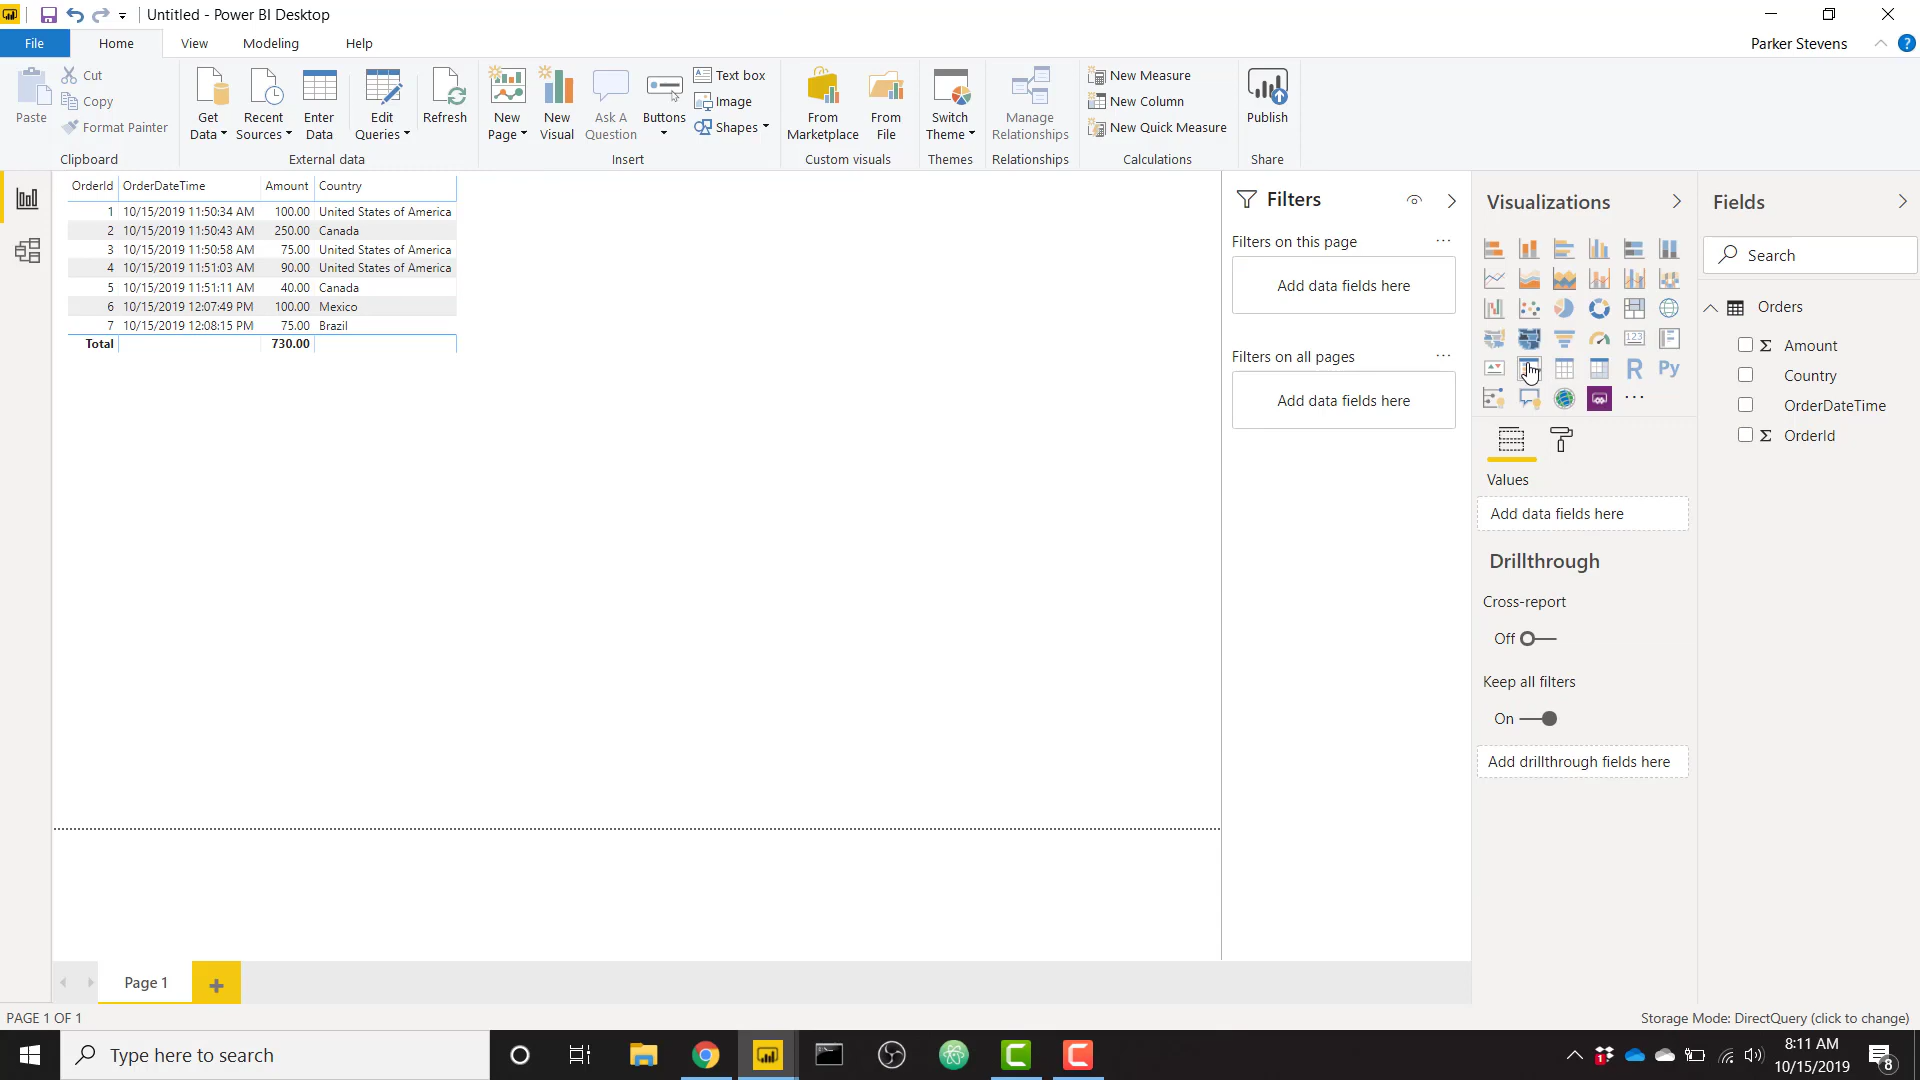 Untitled - Power BI Desktop
File Home View Modeling Help Parker Stevens ?
Paste
Cut
Copy
Format Painter
Clipboard
Get Data
Recent Sources
Enter Data
Edit Queries
Refresh
External data
New Page
New Visual
Ask A Question
Buttons
Text box
Image
Shapes
Insert
From Marketplace
From File
Custom visuals
Switch Theme
Themes
Manage Relationships
Relationships
New Measure
New Column
New Quick Measure
Calculations
Publish
Share
OrderId OrderDateTime Amount Country
1 10/15/2019 11:50:34 AM 100.00 United States of America
2 10/15/2019 11:50:43 AM 250.00 Canada
3 10/15/2019 11:50:58 AM 75.00 United States of America
4 10/15/2019 11:51:03 AM 90.00 United States of America
5 10/15/2019 11:51:11 AM 40.00 Canada
6 10/15/2019 12:07:49 PM 100.00 Mexico
7 10/15/2019 12:08:15 PM 75.00 Brazil
Total 730.00
Filters
Filters on this page ...
Add data fields here
Filters on all pages ...
Add data fields here
Visualizations
123
R Py
...
Values
Add data fields here
Drillthrough
Cross-report
Off
Keep all filters
On
Add drillthrough fields here
Fields
Search
Orders
Σ Amount
Country
OrderDateTime
Σ OrderId
Page 1 +
PAGE 1 OF 1
Storage Mode: DirectQuery (click to change)
Type here to search
1
8:11 AM
10/15/2019
8